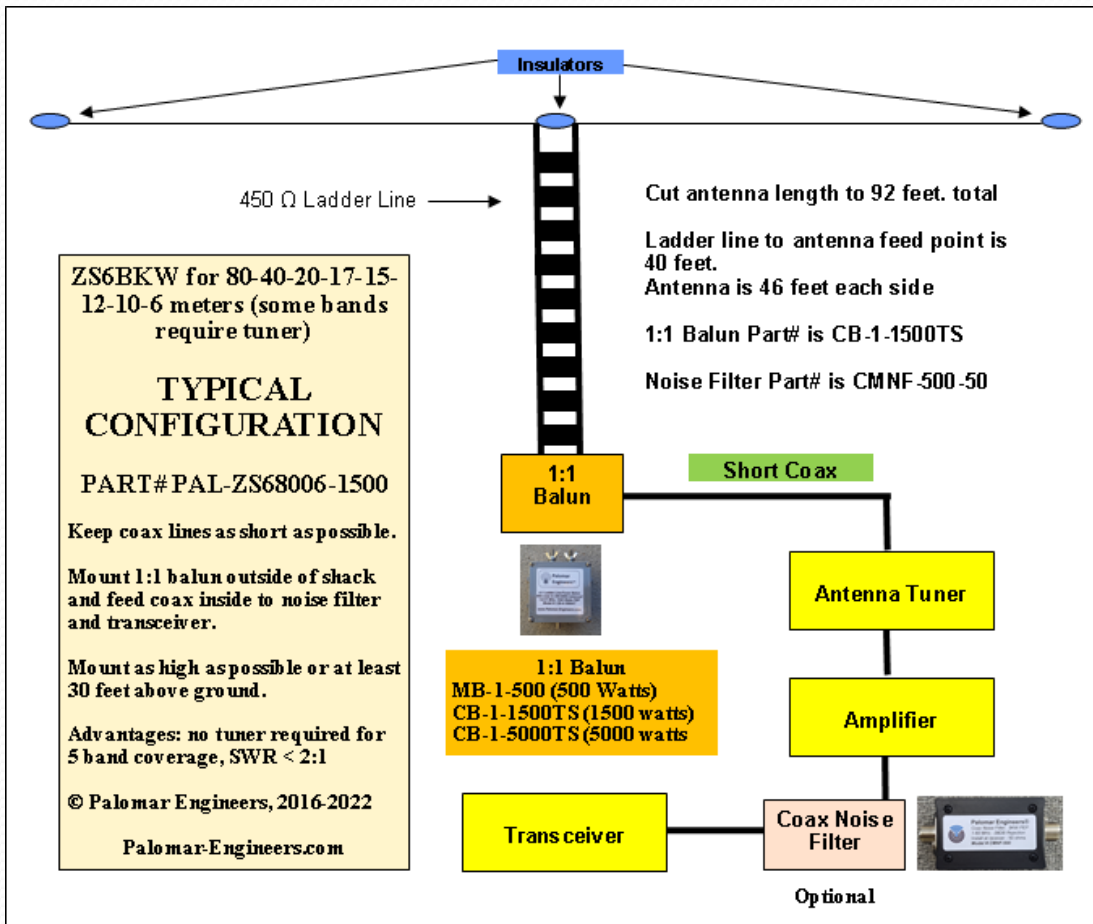 Insulators
450 Ω Ladder Line
Cut antenna length to 92 feet. total
Ladder line to antenna feed point is
40 feet.
Antenna is 46 feet each side
1:1 Balun Part# is CB-1-1500TS
Noise Filter Part# is CMNF-500-50
ZS6BKW for 80-40-20-17-15-
12-10-6 meters (some bands
require tuner)
TYPICAL
CONFIGURATION
PART# PAL-ZS68006-1500
Keep coax lines as short as possible.
Mount 1:1 balun outside of shack
and feed coax inside to noise filter
and transceiver.
Mount as high as possible or at least
30 feet above ground.
Advantages: no tuner required for
5 band coverage, SWR < 2:1
© Palomar Engineers, 2016-2022
Palomar-Engineers.com
1:1
Balun
Short Coax
Palomar
Engineers
1:1 Balun
MB-1-500 (500 Watts)
CB-1-1500TS (1500 watts)
CB-1-5000TS (5000 watts
Antenna Tuner
Amplifier
Transceiver
Coax Noise
Filter
Palomar Engineers
Optional